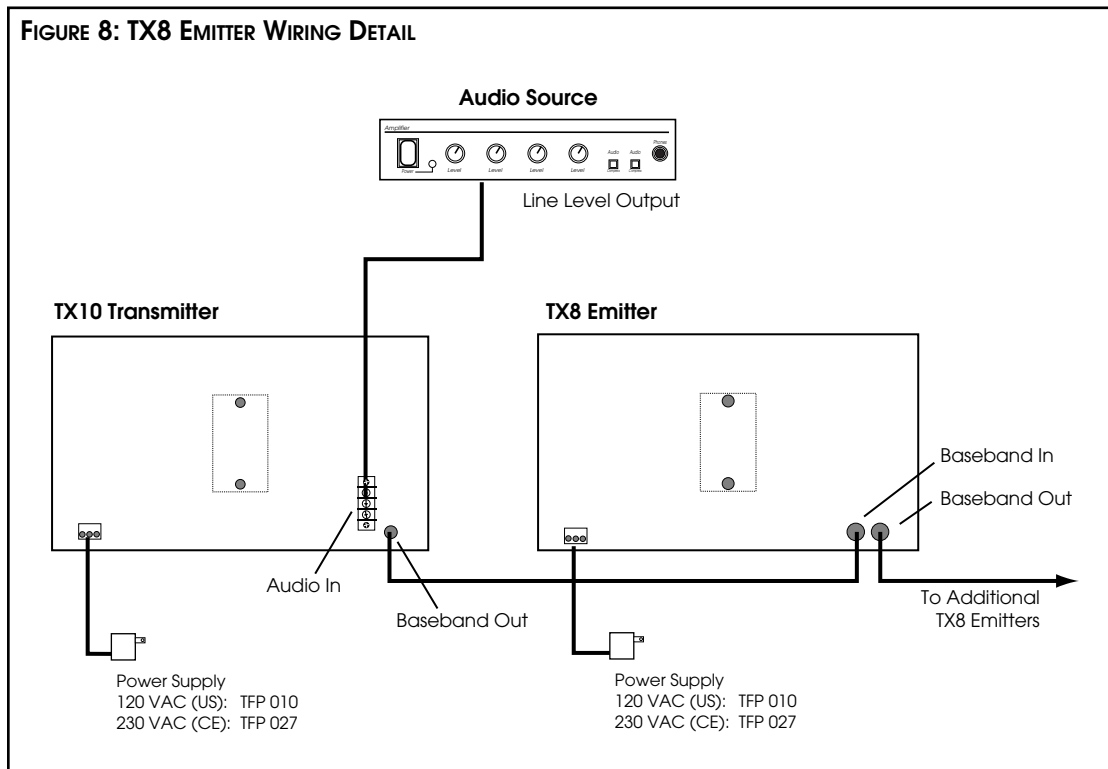 FIGURE 8: TX8 EMITTER WIRING DETAIL
Audio Source
Amplifier
Power
Level
Level
Level
Level
Audio
Audio
Phones
Line Level Output
TX10 Transmitter
TX8 Emitter
Baseband In
Baseband Out
Audio In
Baseband Out
To Additional
TX8 Emitters
Power Supply
120 VAC (US): TFP 010
230 VAC (CE): TFP 027
Power Supply
120 VAC (US): TFP 010
230 VAC (CE): TFP 027